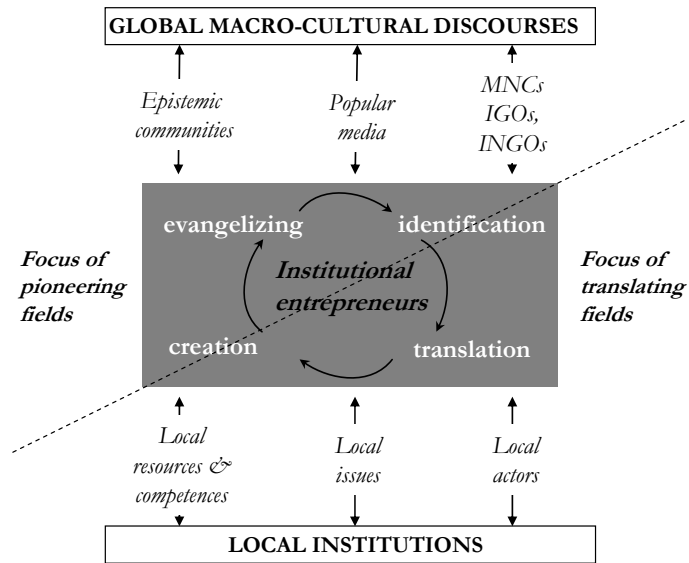 GLOBAL MACRO-CULTURAL DISCOURSES
Epistemic
communities
Popular
media
MNCs
IGOs,
INGOs
evangelizing
identification
Focus of
pioneering
fields
Institutional
entrepreneurs
Focus of
translating
fields
creation
translation
Local
resources &
competences
Local
issues
Local
actors
LOCAL INSTITUTIONS